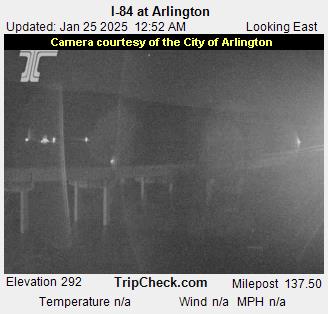 I-84 at Arlington
Updated: Jan 25 2025 12:52 AM Looking East
Camera courtesy of the City of Arlington
Elevation 292 TripCheck.com Milepost 137.50
Temperature n/a Wind n/a MPH n/a